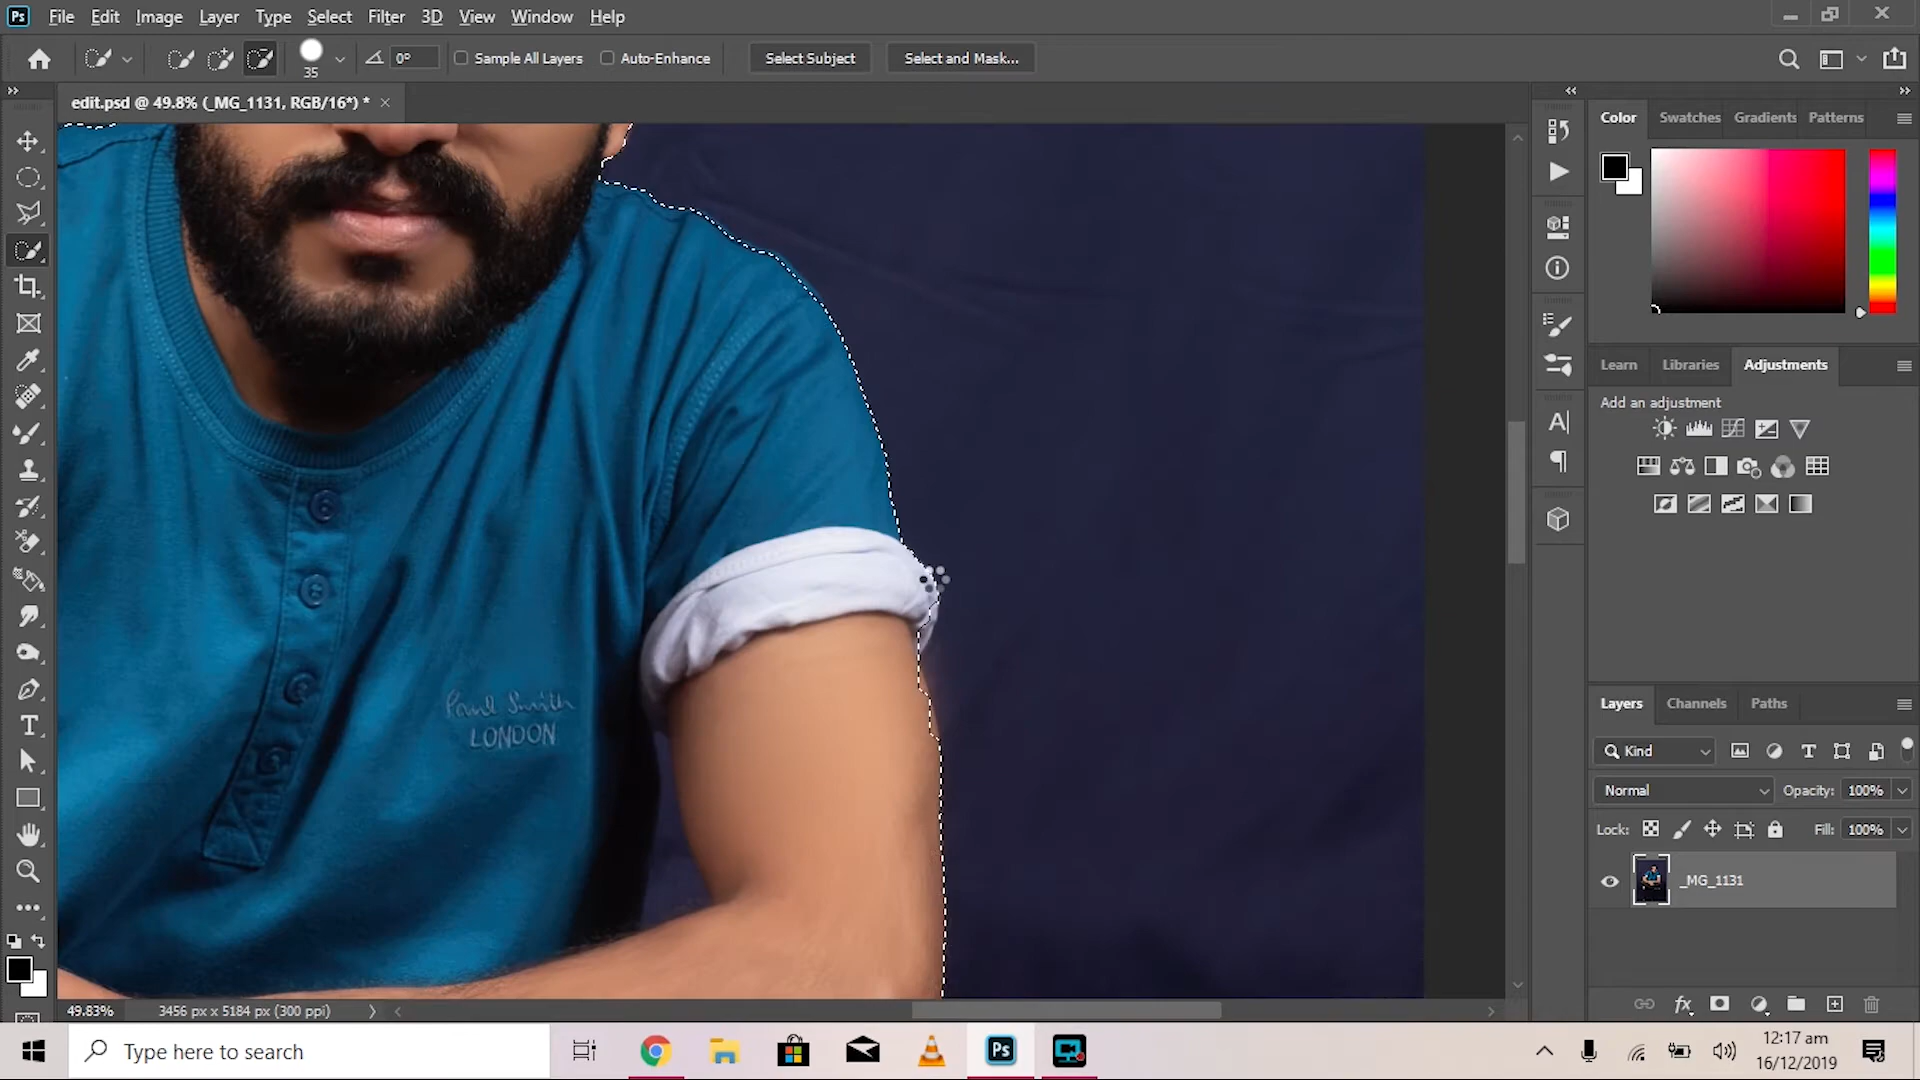 Ps File Edit Image Layer Type Select Filter 3D View Window Help
35 0° Sample All Layers Auto-Enhance Select Subject Select and Mask...
edit.psd @ 49.8% (_MG_1131, RGB/16*) *
Color Swatches Gradients Patterns
Learn Libraries Adjustments
Add an adjustment
Paul Smith
LONDON
Layers Channels Paths
Kind
Normal Opacity: 100%
Lock: Fill: 100%
_MG_1131
49.83% 3456 px x 5184 px (300 ppi)
Type here to search
Ps
12:17 am
16/12/2019